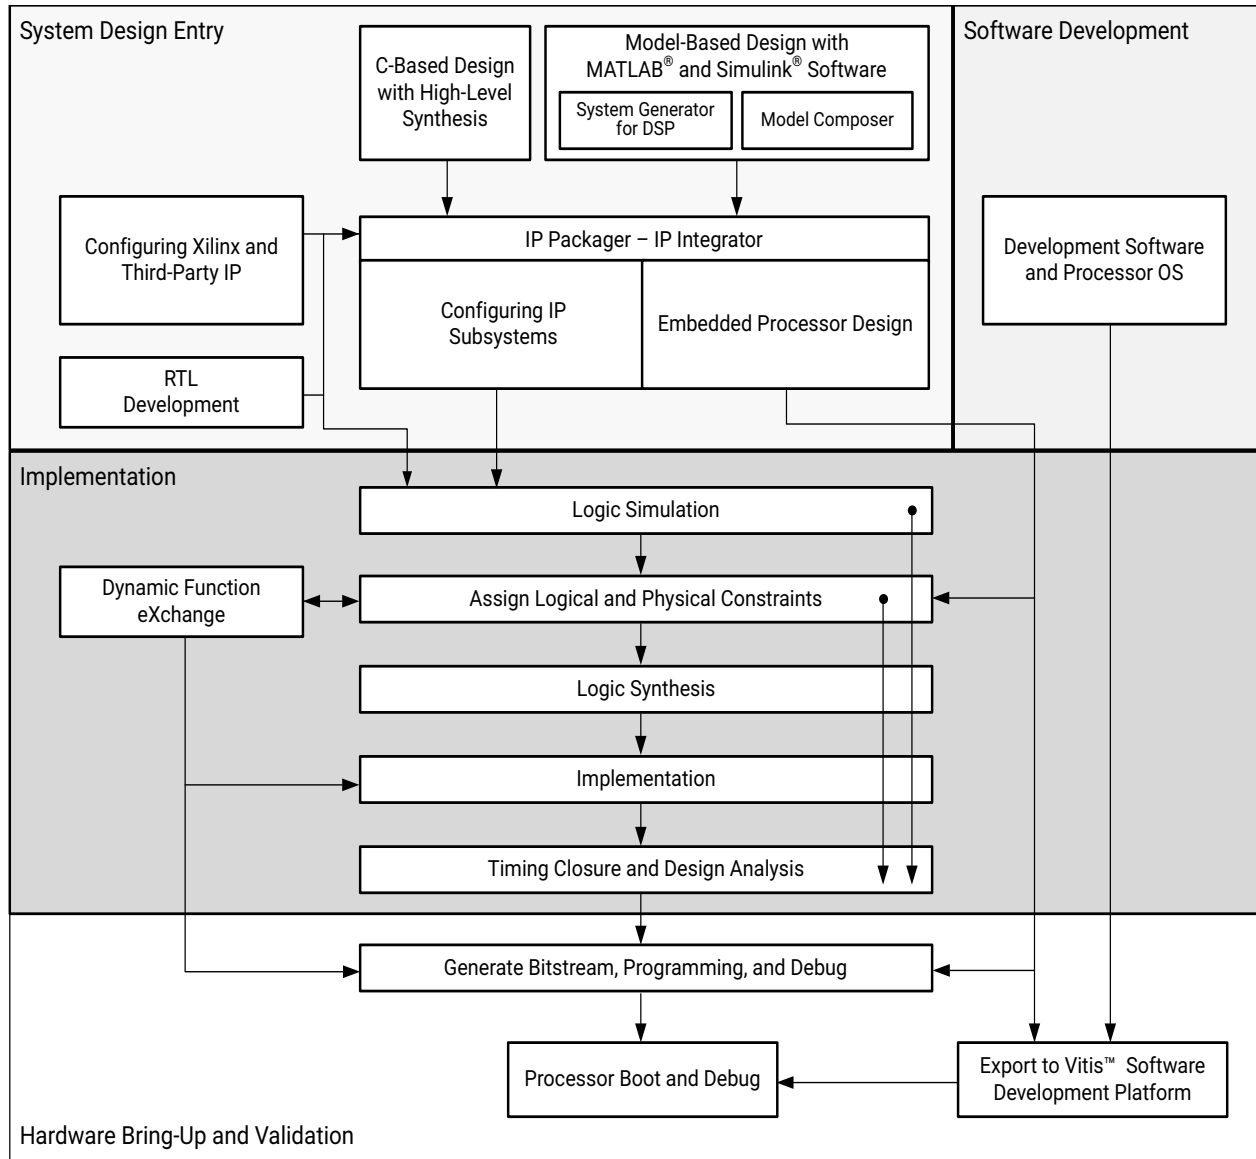 System Design Entry
Software Development
C-Based Design
with High-Level
Synthesis
Model-Based Design with
MATLAB® and Simulink® Software
System Generator
for DSP
Model Composer
Configuring Xilinx and
Third-Party IP
IP Packager – IP Integrator
Development Software
and Processor OS
Configuring IP
Subsystems
Embedded Processor Design
RTL
Development
Implementation
Logic Simulation
Dynamic Function
eXchange
Assign Logical and Physical Constraints
Logic Synthesis
Implementation
Timing Closure and Design Analysis
Generate Bitstream, Programming, and Debug
Processor Boot and Debug
Export to Vitis™ Software
Development Platform
Hardware Bring-Up and Validation